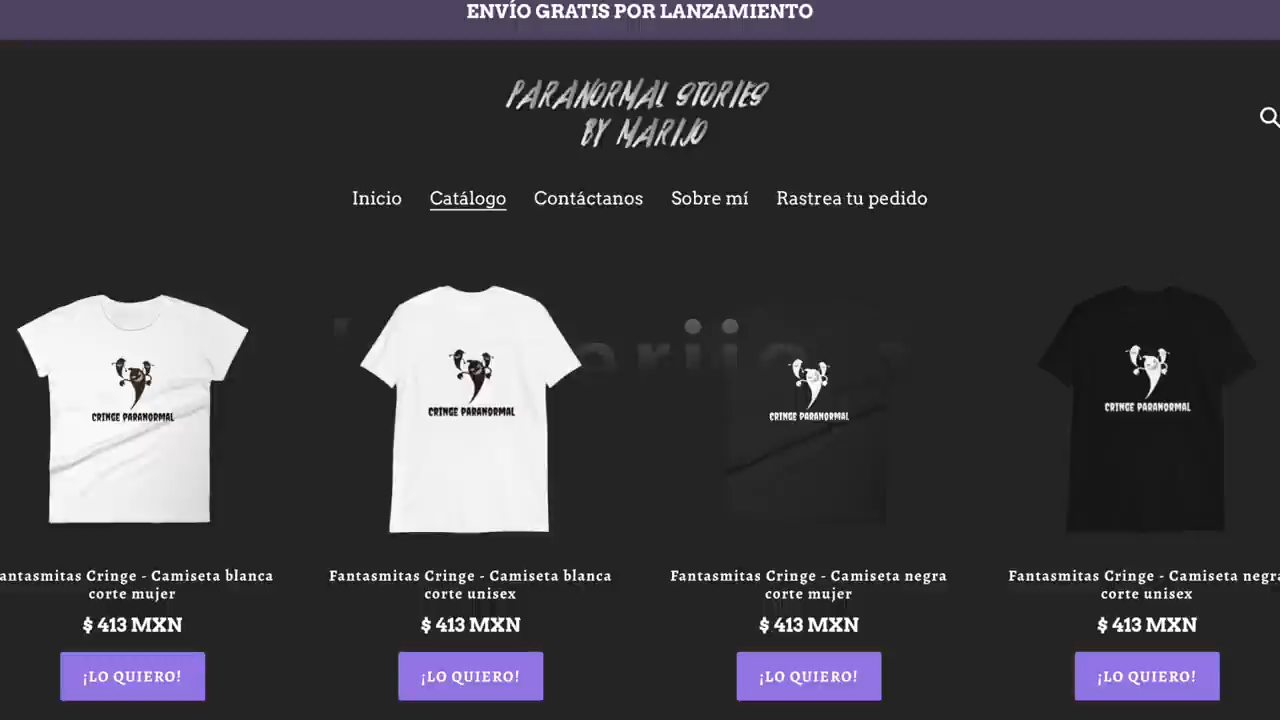 ENVÍO GRATIS POR LANZAMIENTO
PARANORMAL STORIES
BY MARIJO
Inicio Catálogo Contáctanos Sobre mí Rastrea tu pedido
CRINGE PARANORMAL
CRINGE PARANORMAL
CRINGE PARANORMAL
CRINGE PARANORMAL
antasmitas Cringe - Camiseta blanca
corte mujer
$ 413 MXN
¡LO QUIERO!
Fantasmitas Cringe - Camiseta blanca
corte unisex
$ 413 MXN
¡LO QUIERO!
Fantasmitas Cringe - Camiseta negra
corte mujer
$ 413 MXN
¡LO QUIERO!
Fantasmitas Cringe - Camiseta negra
corte unisex
$ 413 MXN
¡LO QUIERO!